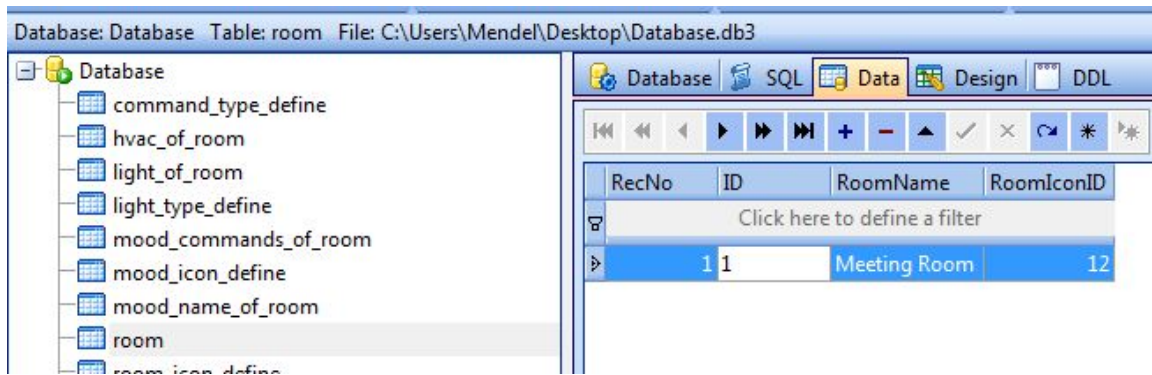 Database: Database Table: room File: C:\Users\Mendel\Desktop\Database.db3
Database
command_type_define
hvac_of_room
light_of_room
light_type_define
mood_commands_of_room
mood_icon_define
mood_name_of_room
room
room_icon_define
Database SQL Data Design DDL
RecNo ID RoomName RoomIconID
Click here to define a filter
1 1 Meeting Room 12